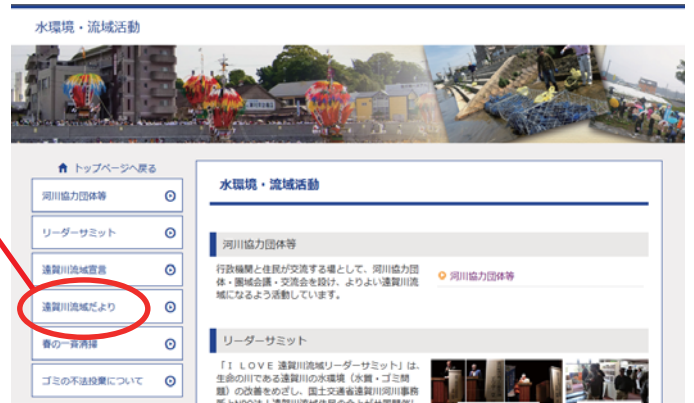 水環境・流域活動
トップページへ戻る
河川協力団体等
リーダーサミット
遠賀川流域宣言
遠賀川流域だより
春の一斉清掃
ゴミの不法投棄について
水環境・流域活動
河川協力団体等
行政機関と住民が交流する場として、河川協力団
体・圏域会議・交流会を設け、よりよい遠賀川流
域になるよう活動しています。
河川協力団体等
リーダーサミット
「I LOVE 遠賀川流域リーダーサミット」は、
生命の川である遠賀川の水環境（水質・ゴミ問
題）の改善をめざし、国土交通省遠賀川河川事務